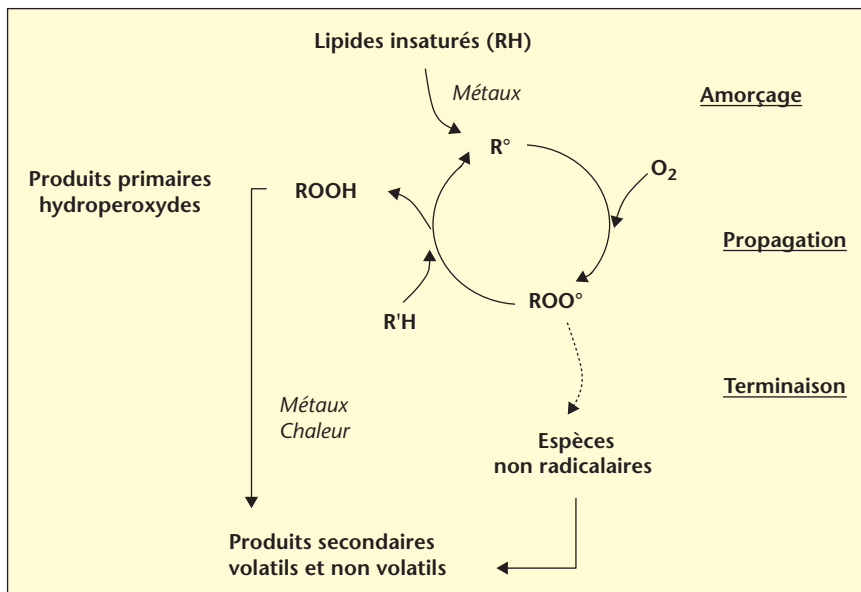 Lipides insaturés (RH)
Métaux
Amorçage
R°
O₂
Produits primaires
hydroperoxydes
ROOH
Propagation
ROO°
R'H
Terminaison
Métaux
Chaleur
Espèces
non radicalaires
Produits secondaires
volatils et non volatils